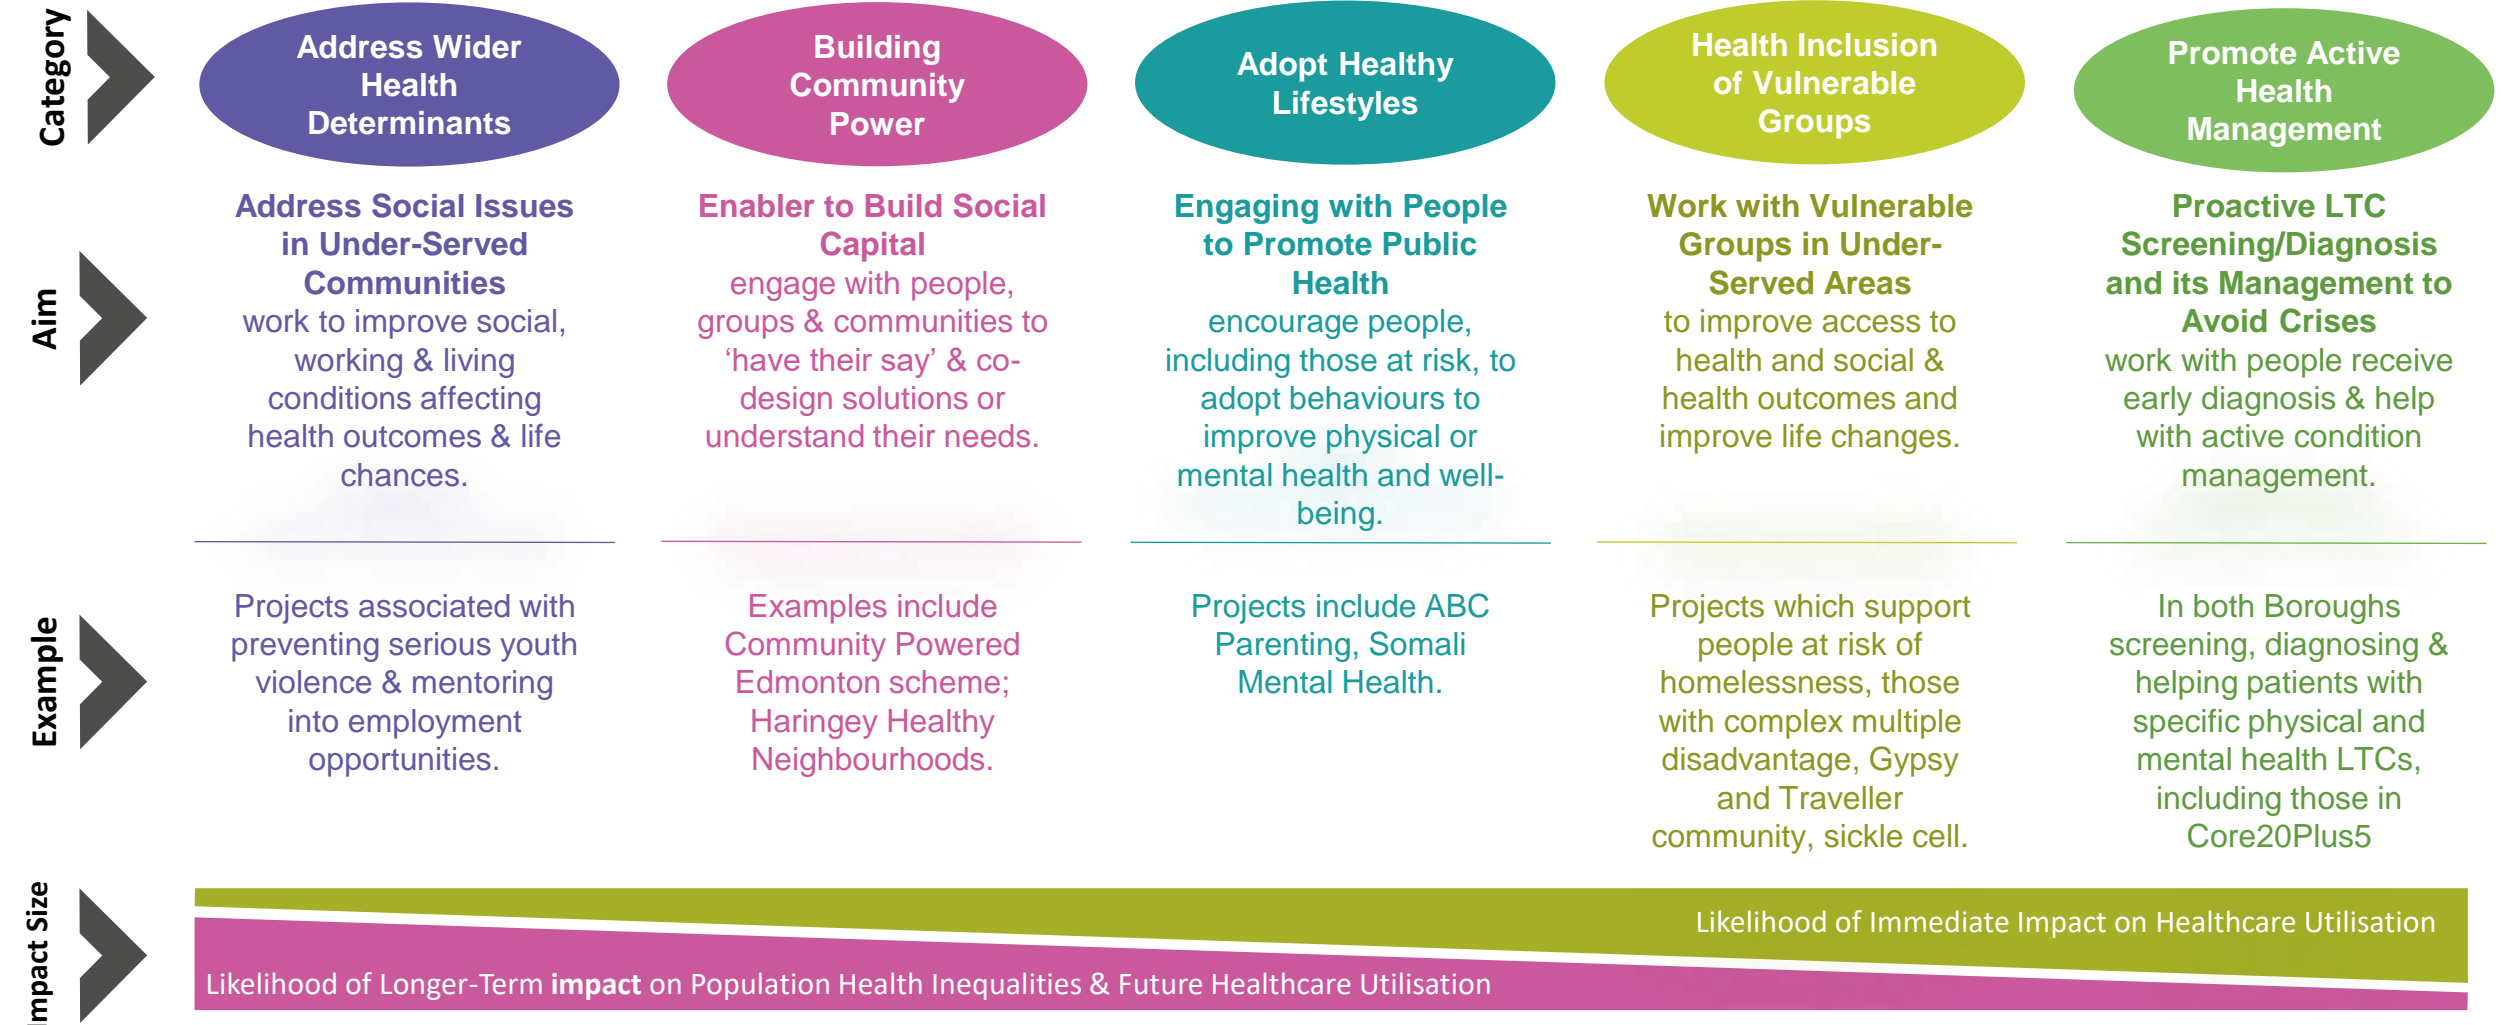 Category
Address Wider
Health
Determinants
Building
Community
Power
Adopt Healthy
Lifestyles
Health Inclusion
of Vulnerable
Groups
Promote Active
Health
Management
Aim
Address Social Issues
in Under-Served
Communities
work to improve social,
working & living
conditions affecting
health outcomes & life
chances.
Enabler to Build Social
Capital
engage with people,
groups & communities to
‘have their say’ & co-
design solutions or
understand their needs.
Engaging with People
to Promote Public
Health
encourage people,
including those at risk, to
adopt behaviours to
improve physical or
mental health and well-
being.
Work with Vulnerable
Groups in Under-
Served Areas
to improve access to
health and social &
health outcomes and
improve life changes.
Proactive LTC
Screening/Diagnosis
and its Management to
Avoid Crises
work with people receive
early diagnosis & help
with active condition
management.
Example
Projects associated with
preventing serious youth
violence & mentoring
into employment
opportunities.
Examples include
Community Powered
Edmonton scheme;
Haringey Healthy
Neighbourhoods.
Projects include ABC
Parenting, Somali
Mental Health.
Projects which support
people at risk of
homelessness, those
with complex multiple
disadvantage, Gypsy
and Traveller
community, sickle cell.
In both Boroughs
screening, diagnosing &
helping patients with
specific physical and
mental health LTCs,
including those in
Core20Plus5
Impact Size
Likelihood of Immediate Impact on Healthcare Utilisation
Likelihood of Longer-Term impact on Population Health Inequalities & Future Healthcare Utilisation